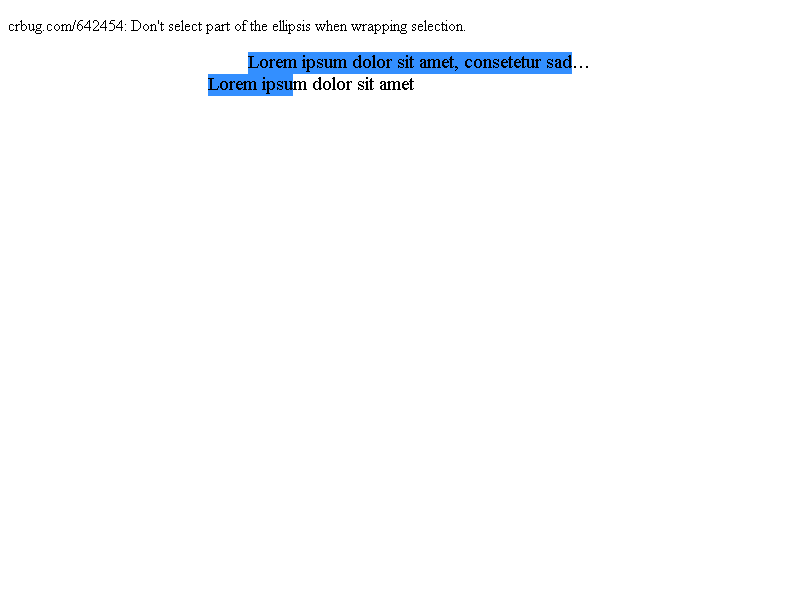 crbug.com/642454: Don't select part of the ellipsis when wrapping selection.
Lorem ipsum dolor sit amet, consetetur sad…
Lorem ipsum dolor sit amet